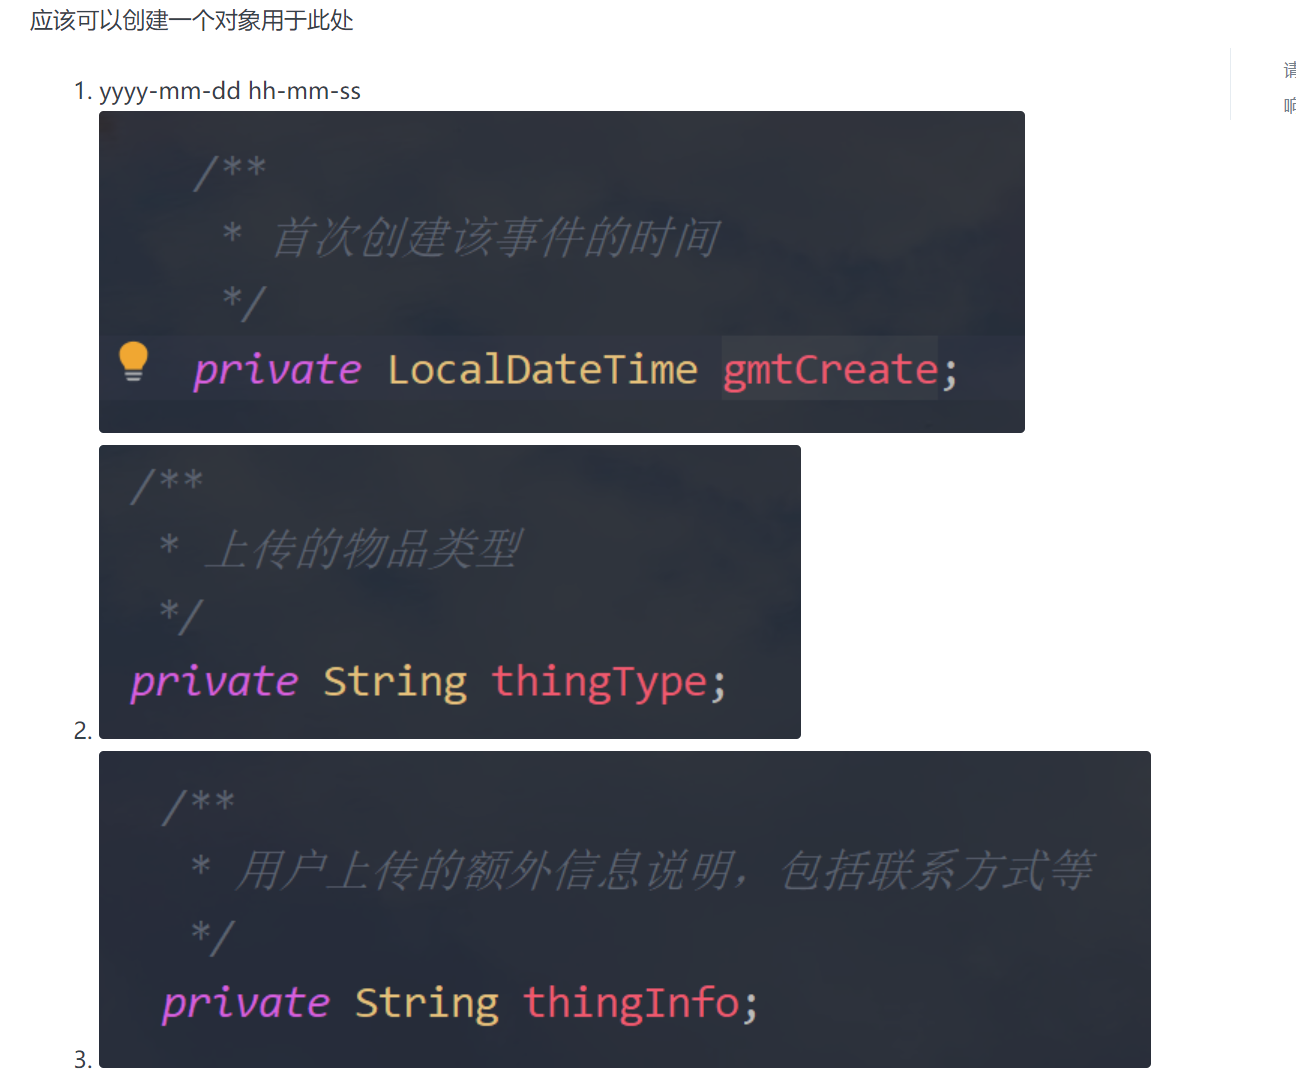 应该可以创建一个对象用于此处
1. yyyy-mm-dd hh-mm-ss
/**
* 首次创建该事件的时间
*/
private LocalDateTime gmtCreate;
/**
* 上传的物品类型
*/
private String thingType;
2.
/**
* 用户上传的额外信息说明，包括联系方式等
*/
private String thingInfo;
3.